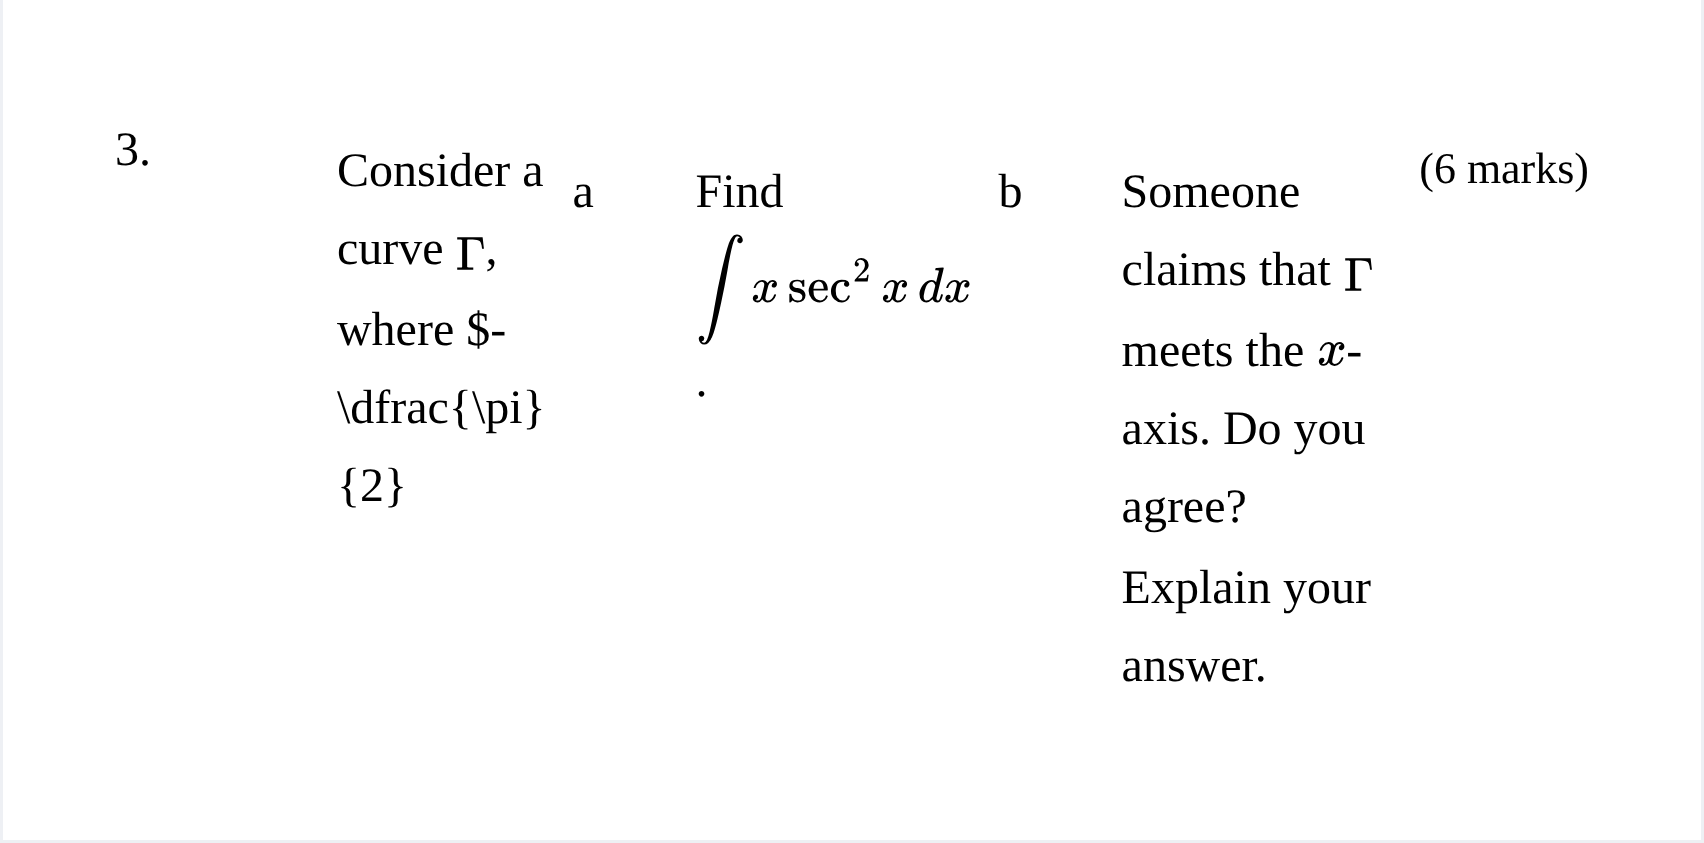 3.
Consider a
curve Γ,
where $-
\dfrac{\pi}
{2}
a
Find
∫ x sec² x dx
.
b
Someone
claims that Γ
meets the x-
axis. Do you
agree?
Explain your
answer.
(6 marks)